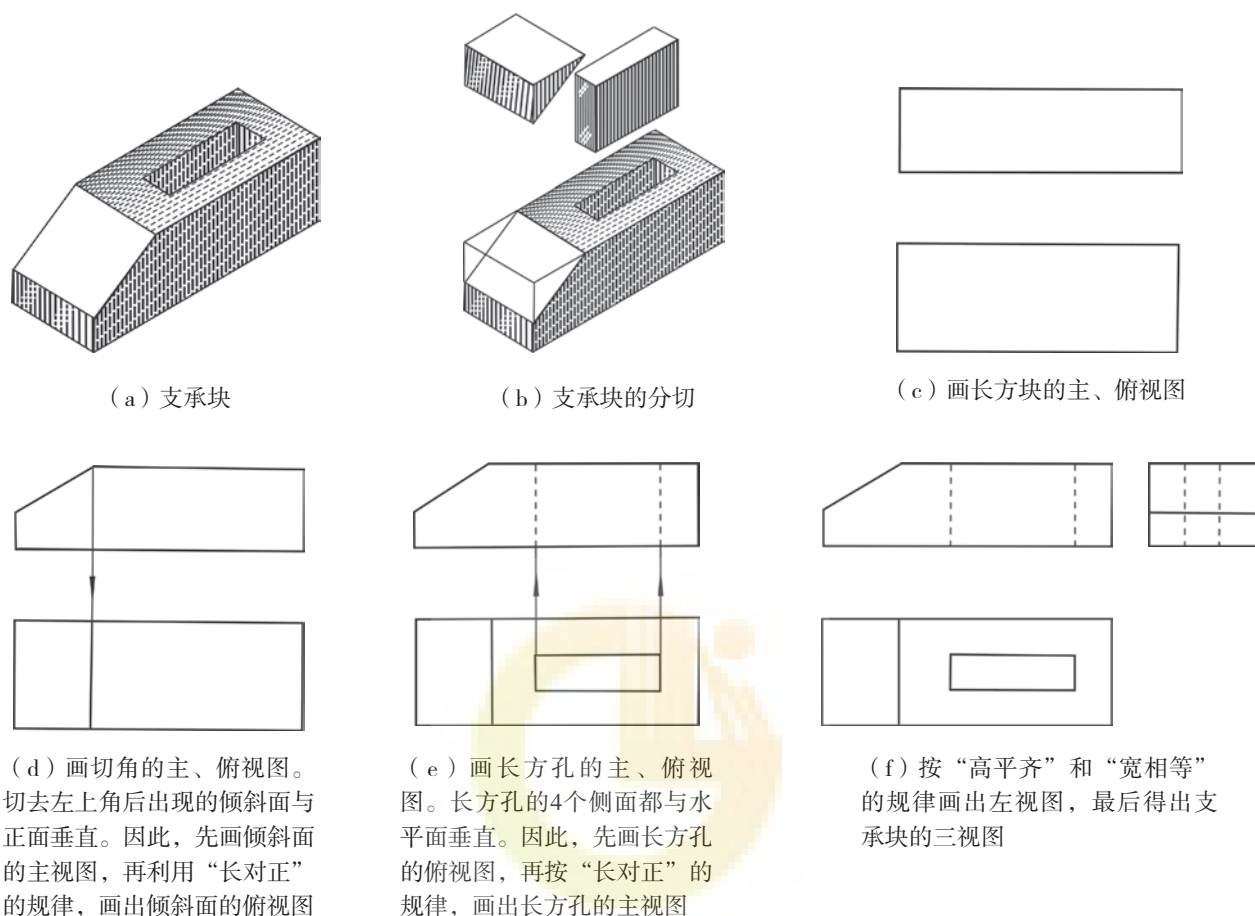 （a）支承块
（b）支承块的分切
（c）画长方块的主、俯视图
（d）画切角的主、俯视图。
切去左上角后出现的倾斜面与
正面垂直。因此，先画倾斜面
的主视图，再利用“长对正”
的规律，画出倾斜面的俯视图
（e）画长方孔的主、俯视
图。长方孔的4个侧面都与水
平面垂直。因此，先画长方孔
的俯视图，再按“长对正”的
规律，画出长方孔的主视图
（f）按“高平齐”和“宽相等”
的规律画出左视图，最后得出支
承块的三视图